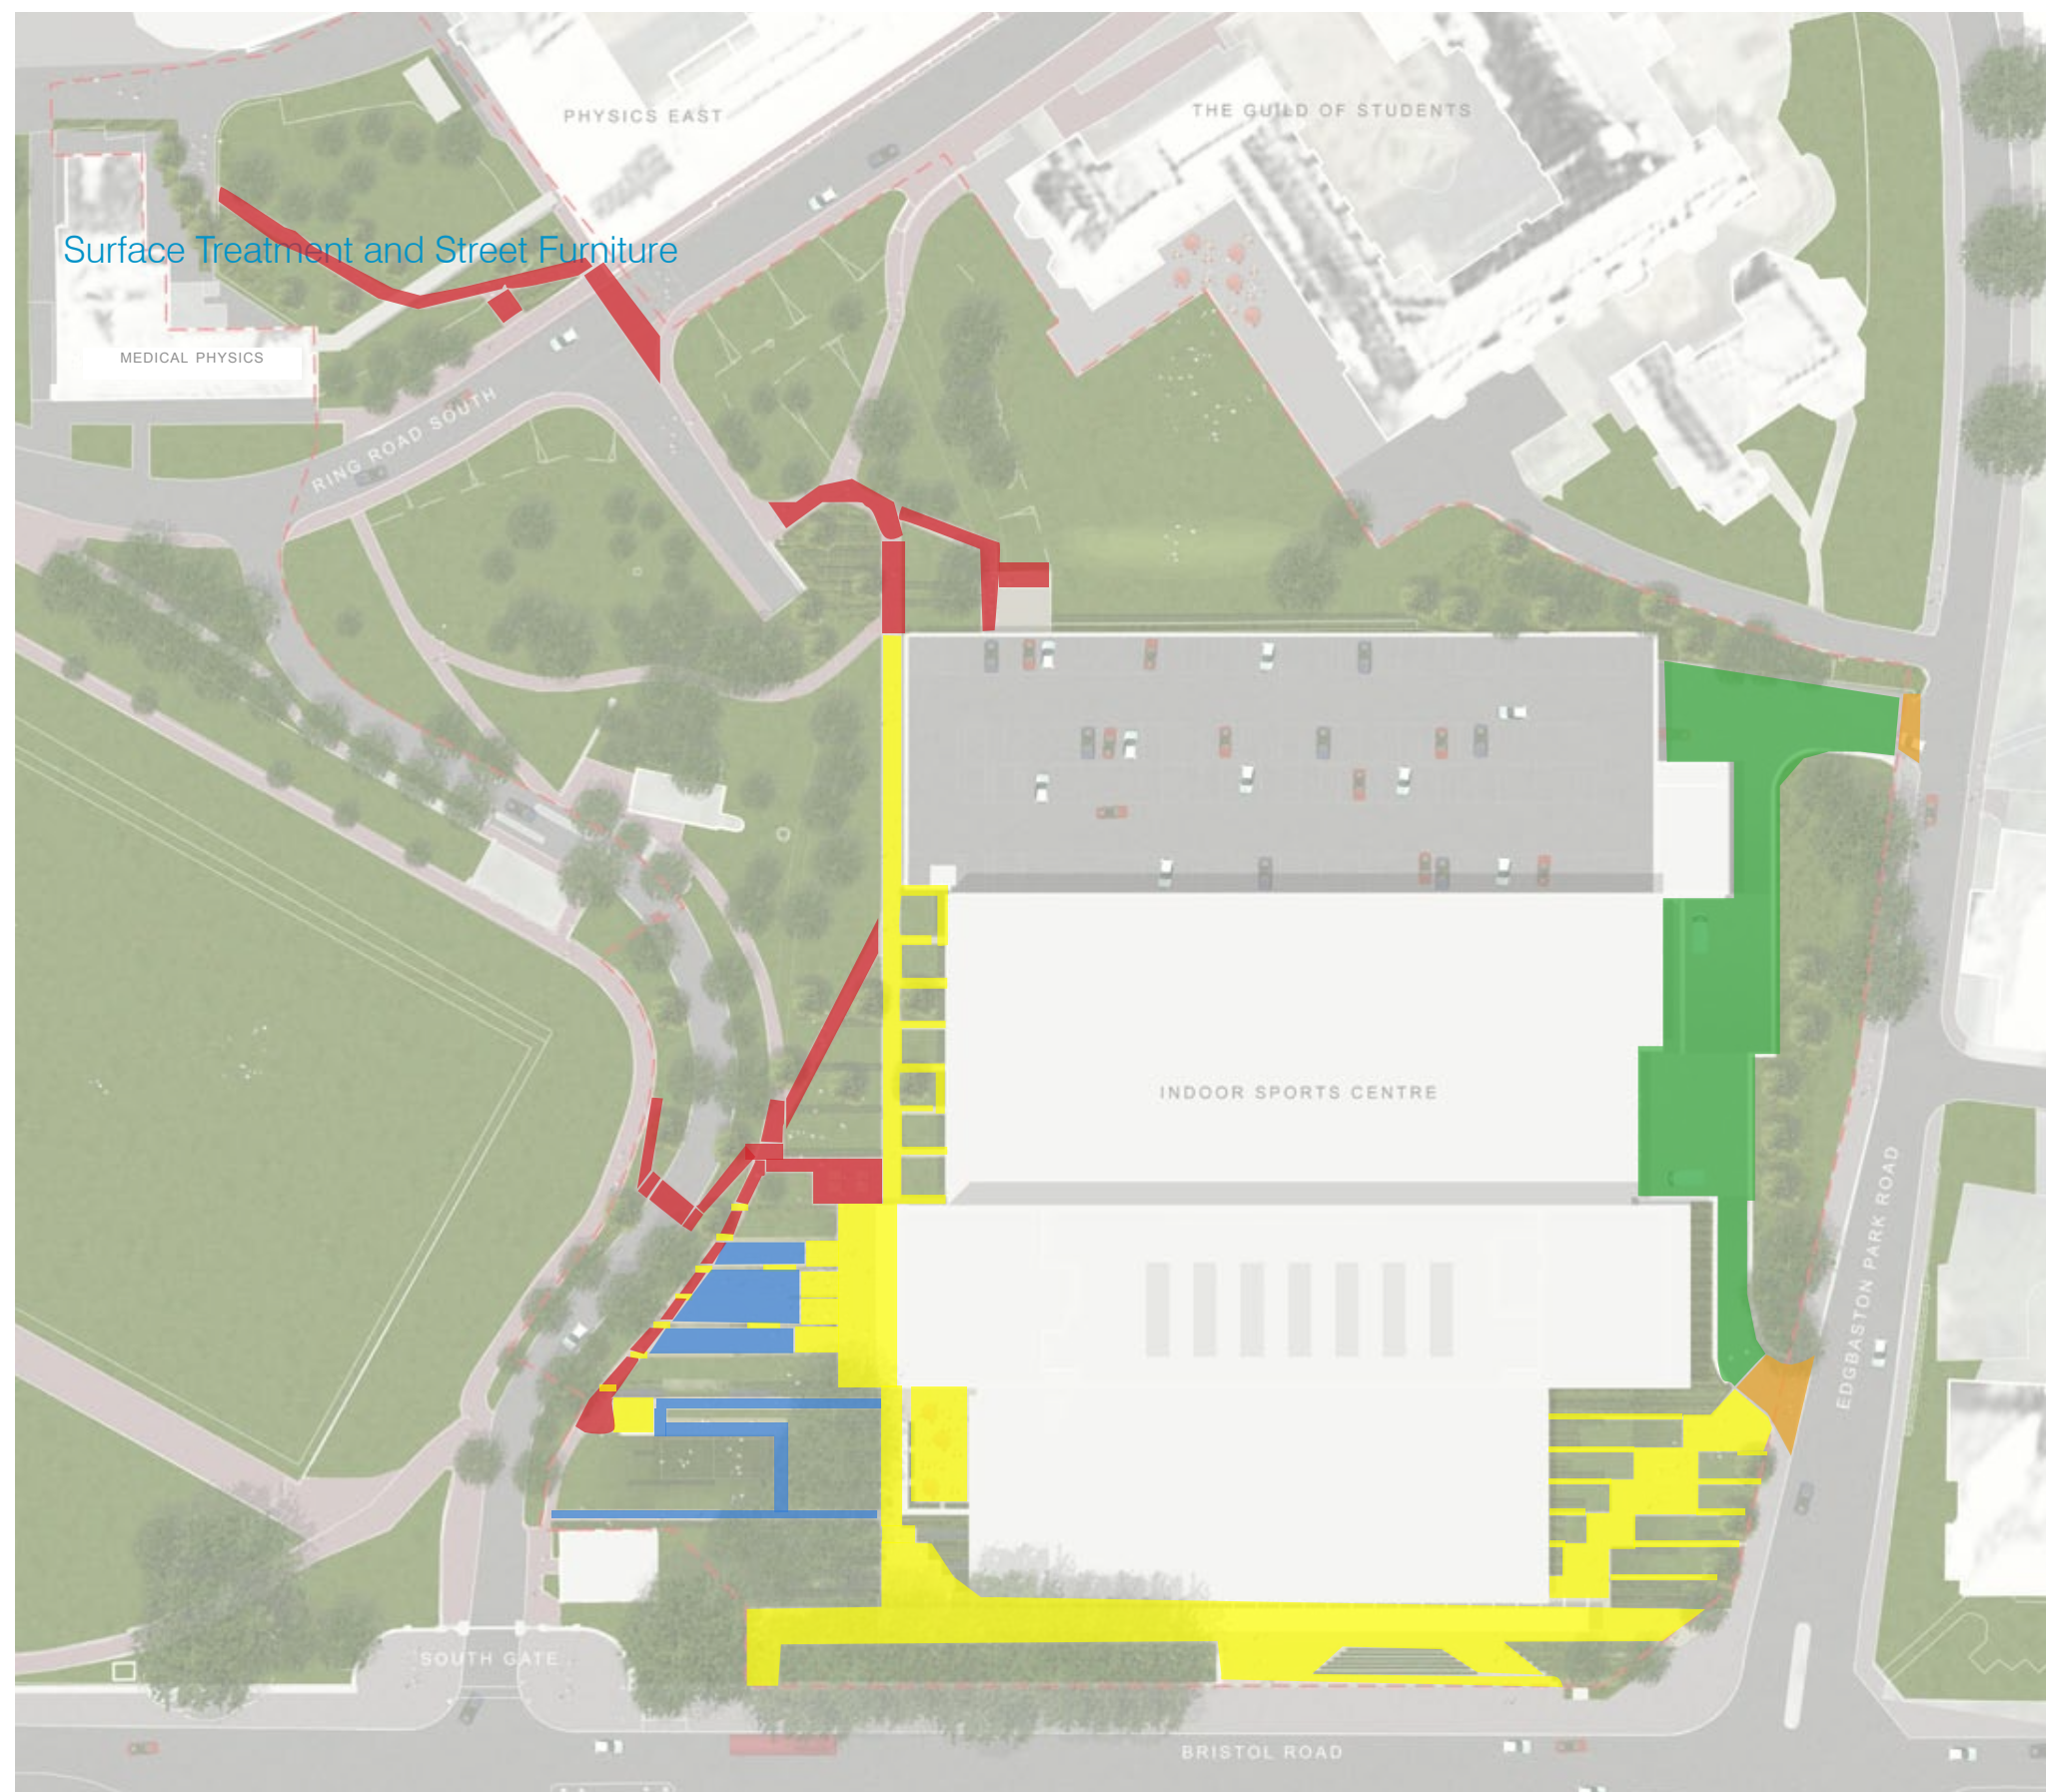 PHYSICS EAST
THE GUILD OF STUDENTS
Surface Treatment and Street Furniture
MEDICAL PHYSICS
RING ROAD SOUTH
INDOOR SPORTS CENTRE
EDGBASTON PARK ROAD
SOUTH GATE
BRISTOL ROAD